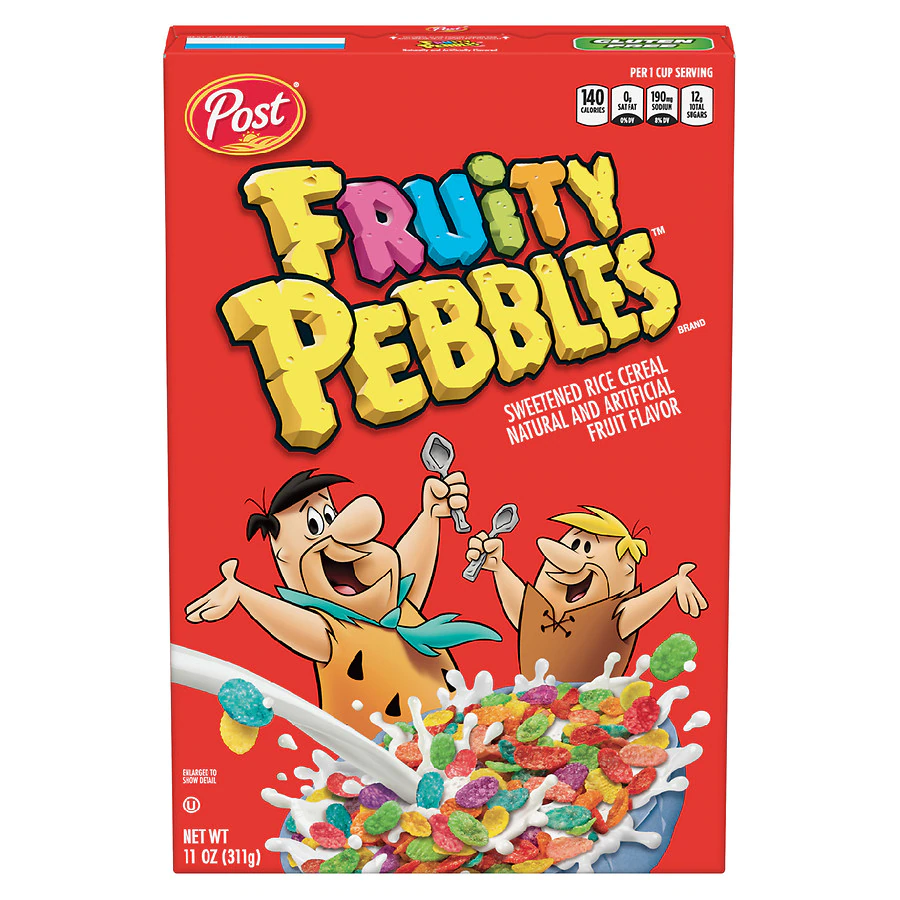 Post
GLUTEN
FREE
Post®
PER 1 CUP SERVING
140
CALORIES
0g
SAT FAT
0% DV
190mg
SODIUM
8% DV
12g
TOTAL
SUGARS
FRUiTY
PEBBLES™
BRAND
SWEETENED RICE CEREAL
NATURAL AND ARTIFICIAL
FRUIT FLAVOR
ENLARGED TO
SHOW DETAIL
U
NET WT
11 OZ (311g)